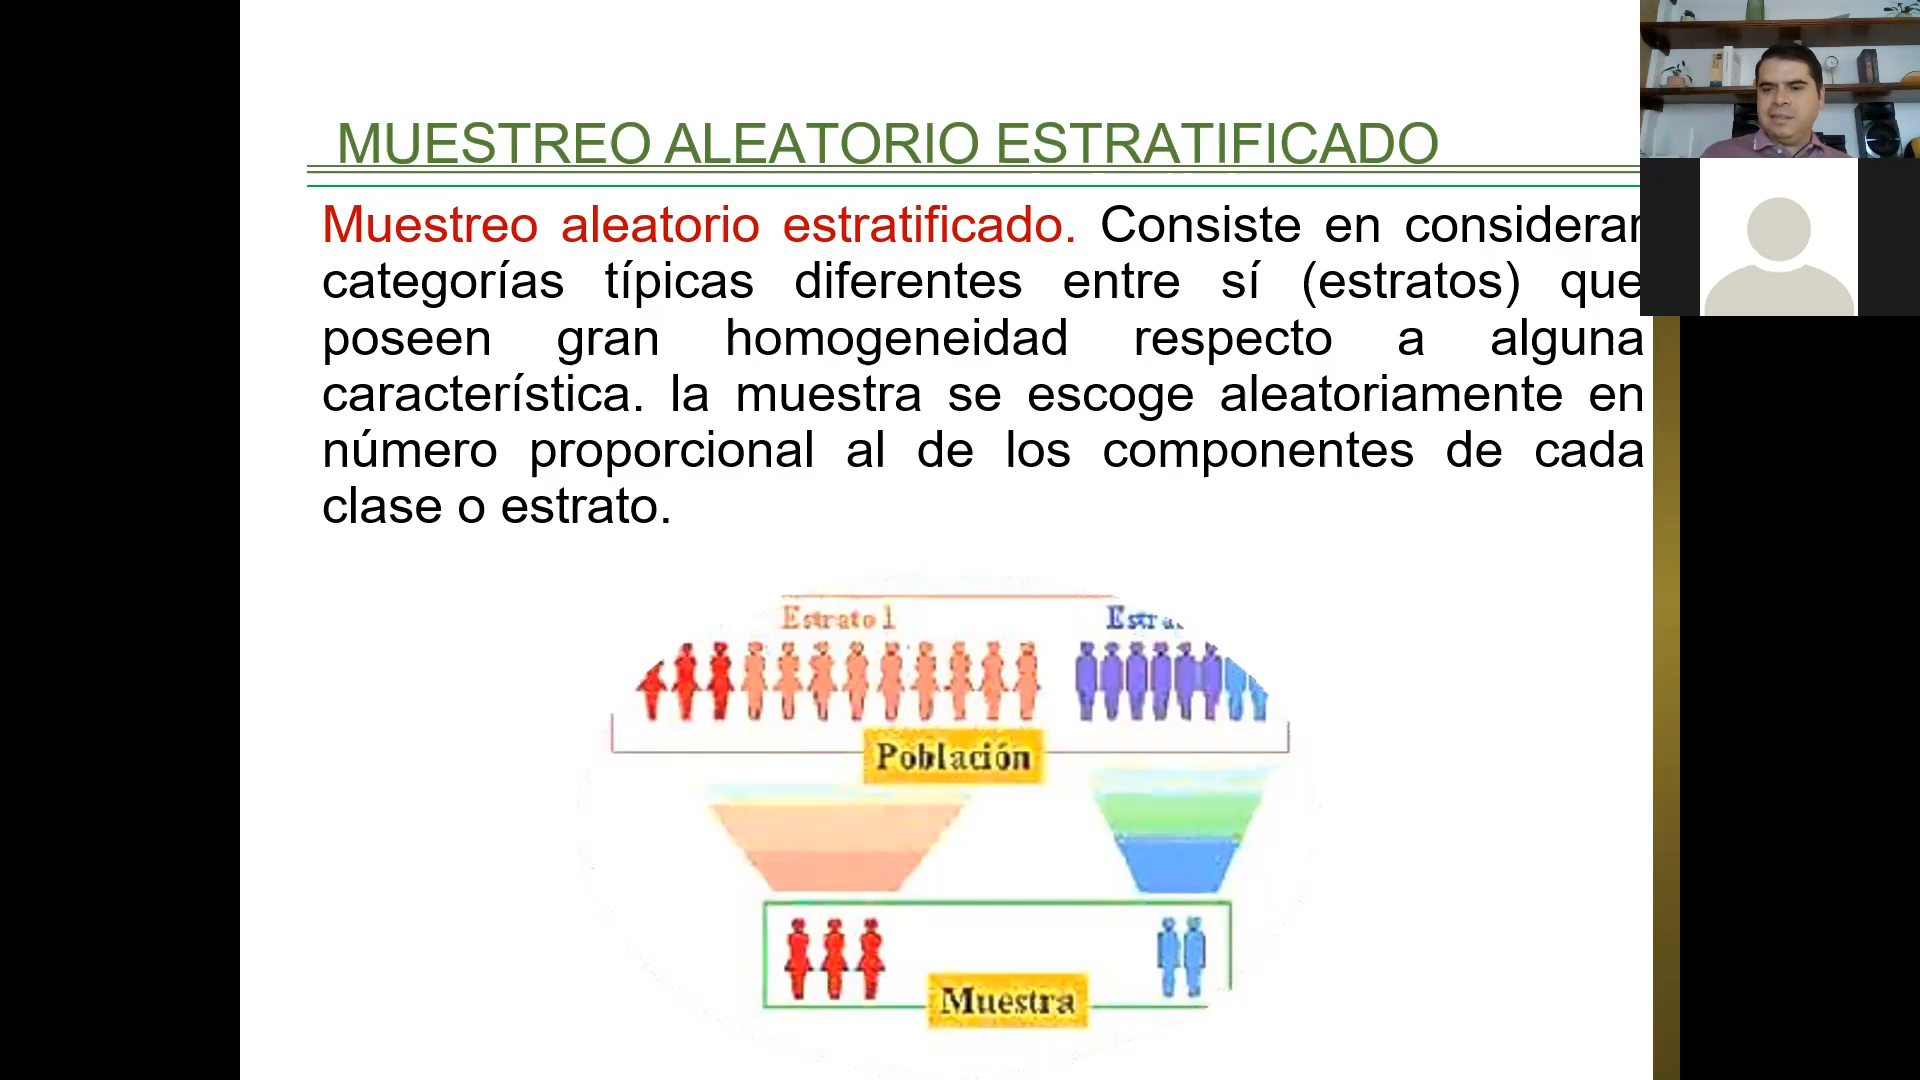 MUESTREO ALEATORIO ESTRATIFICADO
Muestreo aleatorio estratificado. Consiste en considerar
categorías típicas diferentes entre sí (estratos) que
poseen gran homogeneidad respecto a alguna
característica. la muestra se escoge aleatoriamente en
número proporcional al de los componentes de cada
clase o estrato.
Estrato 1
Población
Muestra